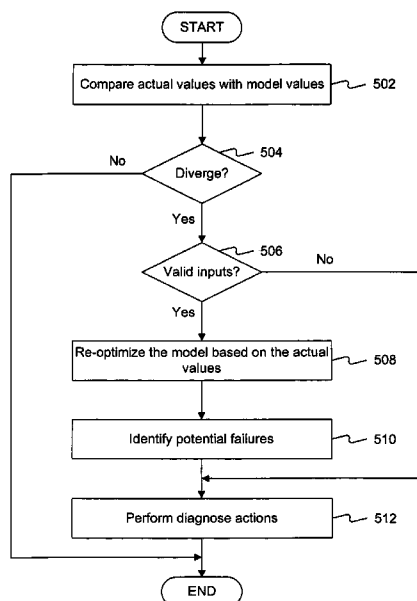 START
Compare actual values with model values
502
504
No
Diverge?
Yes
506
Valid inputs?
No
Yes
Re-optimize the model based on the actual
values
508
Identify potential failures
510
Perform diagnose actions
512
END